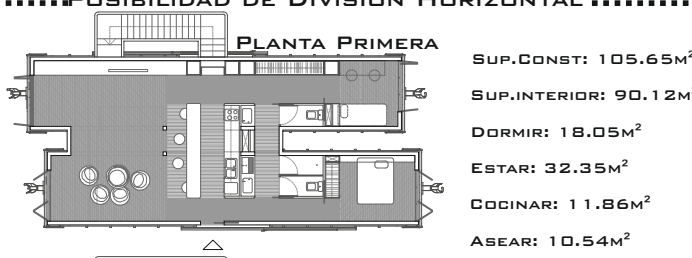 Posibilidad de División Horizontal
Planta Primera
Sup.Const: 105.65m²
Sup.interior: 90.12m²
Dormir: 18.05m²
Estar: 32.35m²
Cocinar: 11.86m²
Asear: 10.54m²